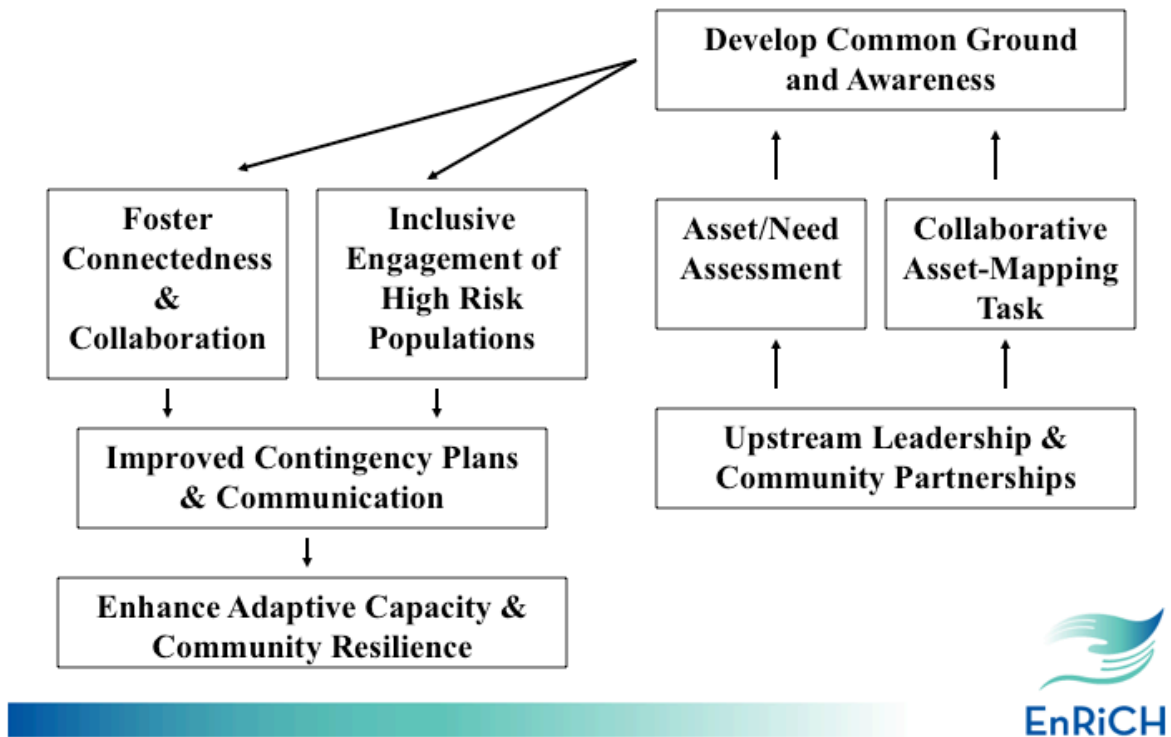 Develop Common Ground
and Awareness
Foster
Connectedness
&
Collaboration
Inclusive
Engagement of
High Risk
Populations
Asset/Need
Assessment
Collaborative
Asset-Mapping
Task
Improved Contingency Plans
& Communication
Upstream Leadership &
Community Partnerships
Enhance Adaptive Capacity &
Community Resilience
EnRiCH